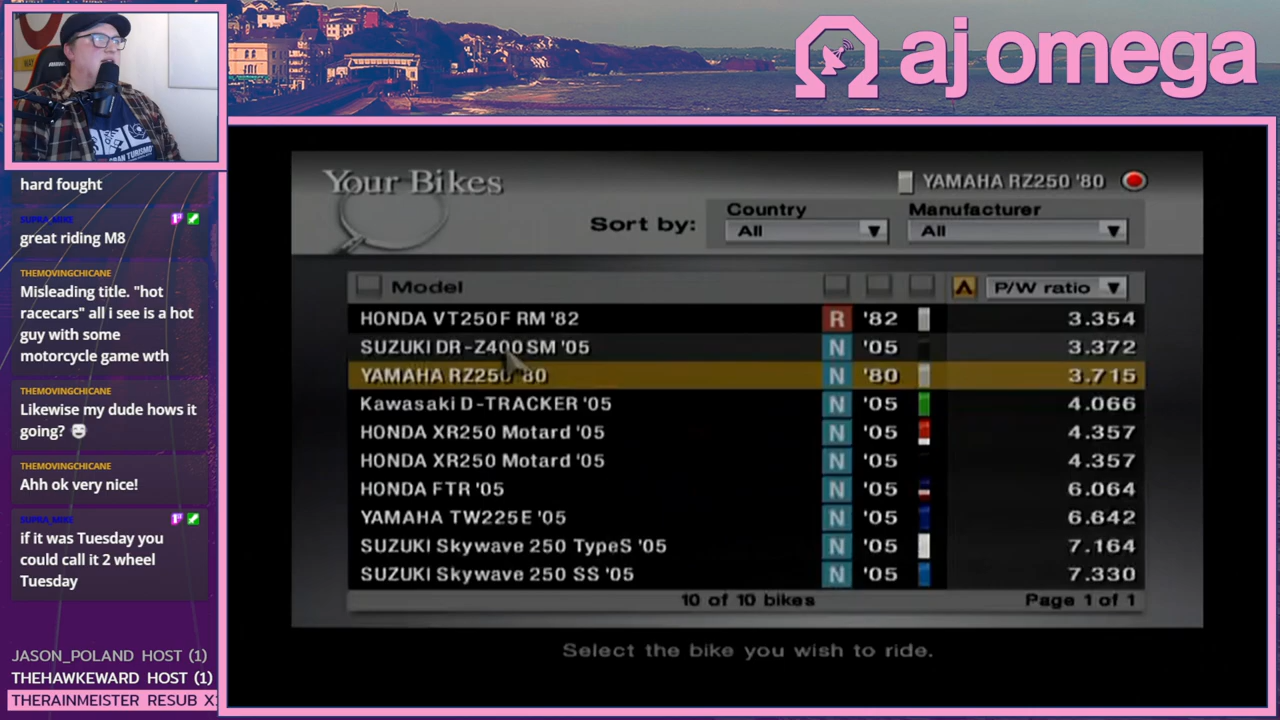 aj omega
hard fought
SUPRA_MIKE
great riding M8
THEMOVINGCHICANE
Misleading title. "hot
racecars" all i see is a hot
guy with some
motorcycle game wth
THEMOVINGCHICANE
Likewise my dude hows it
going?
THEMOVINGCHICANE
Ahh ok very nice!
SUPRA_MIKE
if it was Tuesday you
could call it 2 wheel
Tuesday
JASON_POLAND HOST (1)
THEHAWKEWARD HOST (1)
THERAINMEISTER RESUB X
GRAN TURISMO
Your Bikes
YAMAHA RZ250 '80
Sort by:
Country
All
Manufacturer
All
Model
P/W ratio
HONDA VT250F RM '82 R '82 3.354
SUZUKI DR-Z400SM '05 N '05 3.372
YAMAHA RZ250 '80 N '80 3.715
Kawasaki D-TRACKER '05 N '05 4.066
HONDA XR250 Motard '05 N '05 4.357
HONDA XR250 Motard '05 N '05 4.357
HONDA FTR '05 N '05 6.064
YAMAHA TW225E '05 N '05 6.642
SUZUKI Skywave 250 TypeS '05 N '05 7.164
SUZUKI Skywave 250 SS '05 N '05 7.330
10 of 10 bikes
Page 1 of 1
Select the bike you wish to ride.